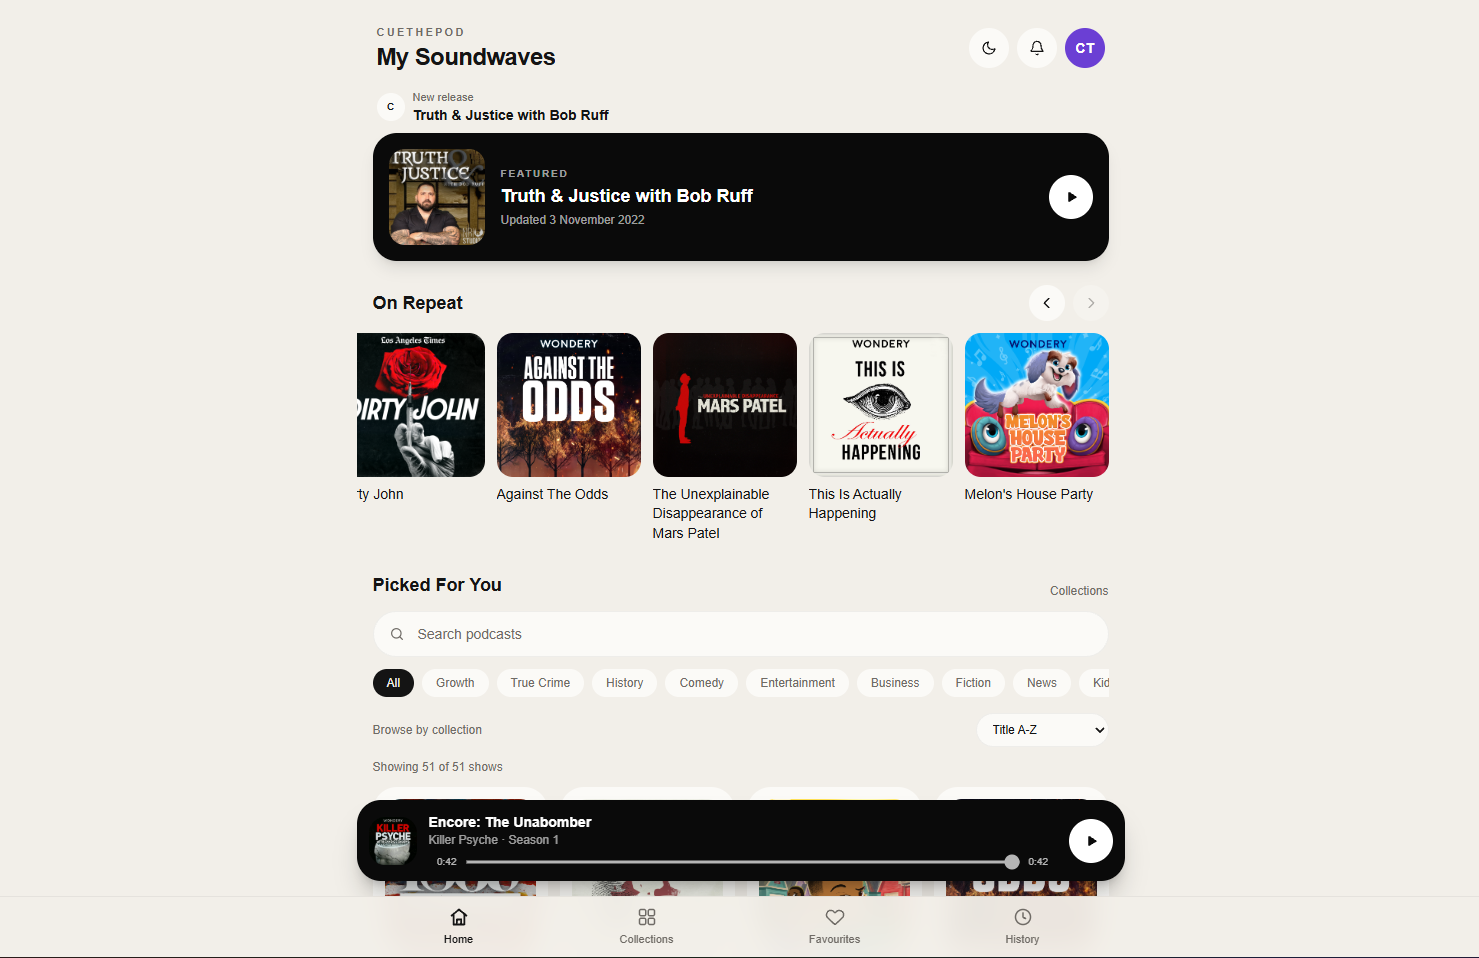 CUETHEPOD
My Soundwaves
CT
C
New release
Truth & Justice with Bob Ruff
TRUTH &
JUSTICE
FEATURED
Truth & Justice with Bob Ruff
Updated 3 November 2022
On Repeat
Los Angeles Times
DIRTY JOHN
WONDERY
AGAINST THE
ODDS
MARS PATEL
WONDERY
THIS IS
Actually
HAPPENING
WONDERY
MELON'S
HOUSE
PARTY
ty John
Against The Odds
The Unexplainable
Disappearance of
Mars Patel
This Is Actually
Happening
Melon's House Party
Picked For You
Collections
Search podcasts
All
Growth
True Crime
History
Comedy
Entertainment
Business
Fiction
News
Kid
Browse by collection
Title A-Z
Showing 51 of 51 shows
KILLER
PSYCHE
Encore: The Unabomber
Killer Psyche · Season 1
0:42
0:42
ODDS
Home
Collections
Favourites
History